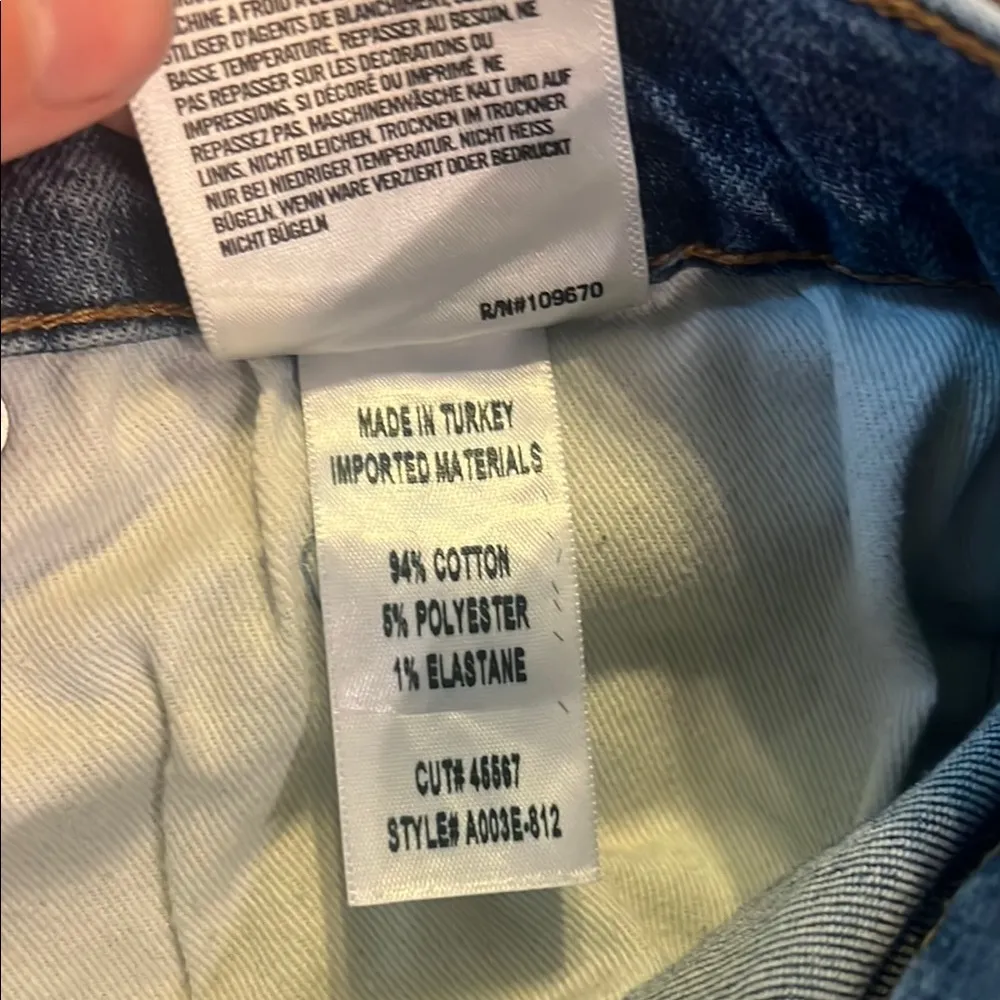 CHINE A FROID
UTILISER D'AGENTS DE BLANCHIMENT,
BASSE TEMPERATURE, REPASSER AU BESOIN, NE
PAS REPASSER SUR LES DECORATIONS OU
IMPRESSIONS. SI DÉCORÉ OU IMPRIMÉ NE
REPASSEZ PAS. MASCHINENWÄSCHE KALT UND AUF
LINKS. NICHT BLEICHEN. TROCKNEN IM TROCKNER
NUR BEI NIEDRIGER TEMPERATUR. NICHT HEISS
BÜGELN. WENN WARE VERZIERT ODER BEDRUCKT
NICHT BÜGELN
R/N#109670
MADE IN TURKEY
IMPORTED MATERIALS
94% COTTON
5% POLYESTER
1% ELASTANE
CUT# 45567
STYLE# A003E-812